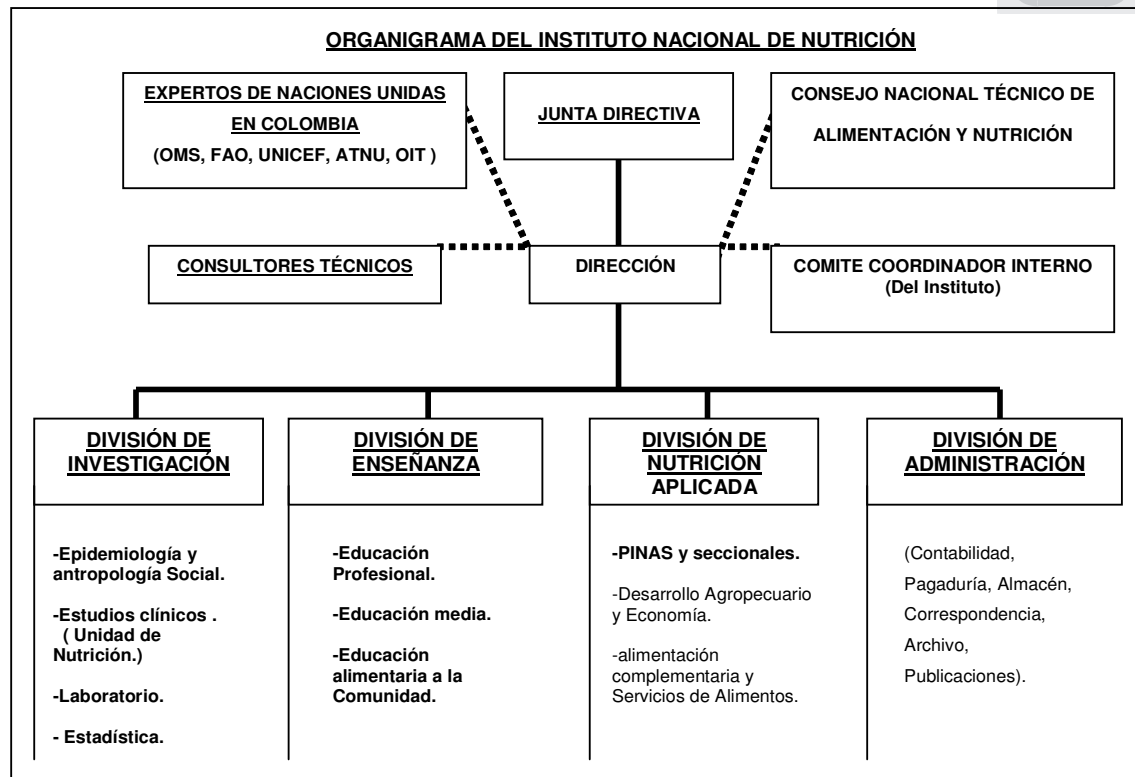 ORGANIGRAMA DEL INSTITUTO NACIONAL DE NUTRICIÓN
EXPERTOS DE NACIONES UNIDAS
EN COLOMBIA
(OMS, FAO, UNICEF, ATNU, OIT )
JUNTA DIRECTIVA
CONSEJO NACIONAL TÉCNICO DE
ALIMENTACIÓN Y NUTRICIÓN
CONSULTORES TÉCNICOS
DIRECCIÓN
COMITE COORDINADOR INTERNO
(Del Instituto)
DIVISIÓN DE
INVESTIGACIÓN
-Epidemiología y
antropología Social.
-Estudios clínicos .
( Unidad de
Nutrición.)
-Laboratorio.
- Estadística.
DIVISIÓN DE
ENSEÑANZA
-Educación
Profesional.
-Educación media.
-Educación
alimentaria a la
Comunidad.
DIVISIÓN DE
NUTRICIÓN
APLICADA
-PINAS y seccionales.
-Desarrollo Agropecuario
y Economía.
-alimentación
complementaria y
Servicios de Alimentos.
DIVISIÓN DE
ADMINISTRACIÓN
(Contabilidad,
Pagaduría, Almacén,
Correspondencia,
Archivo,
Publicaciones).